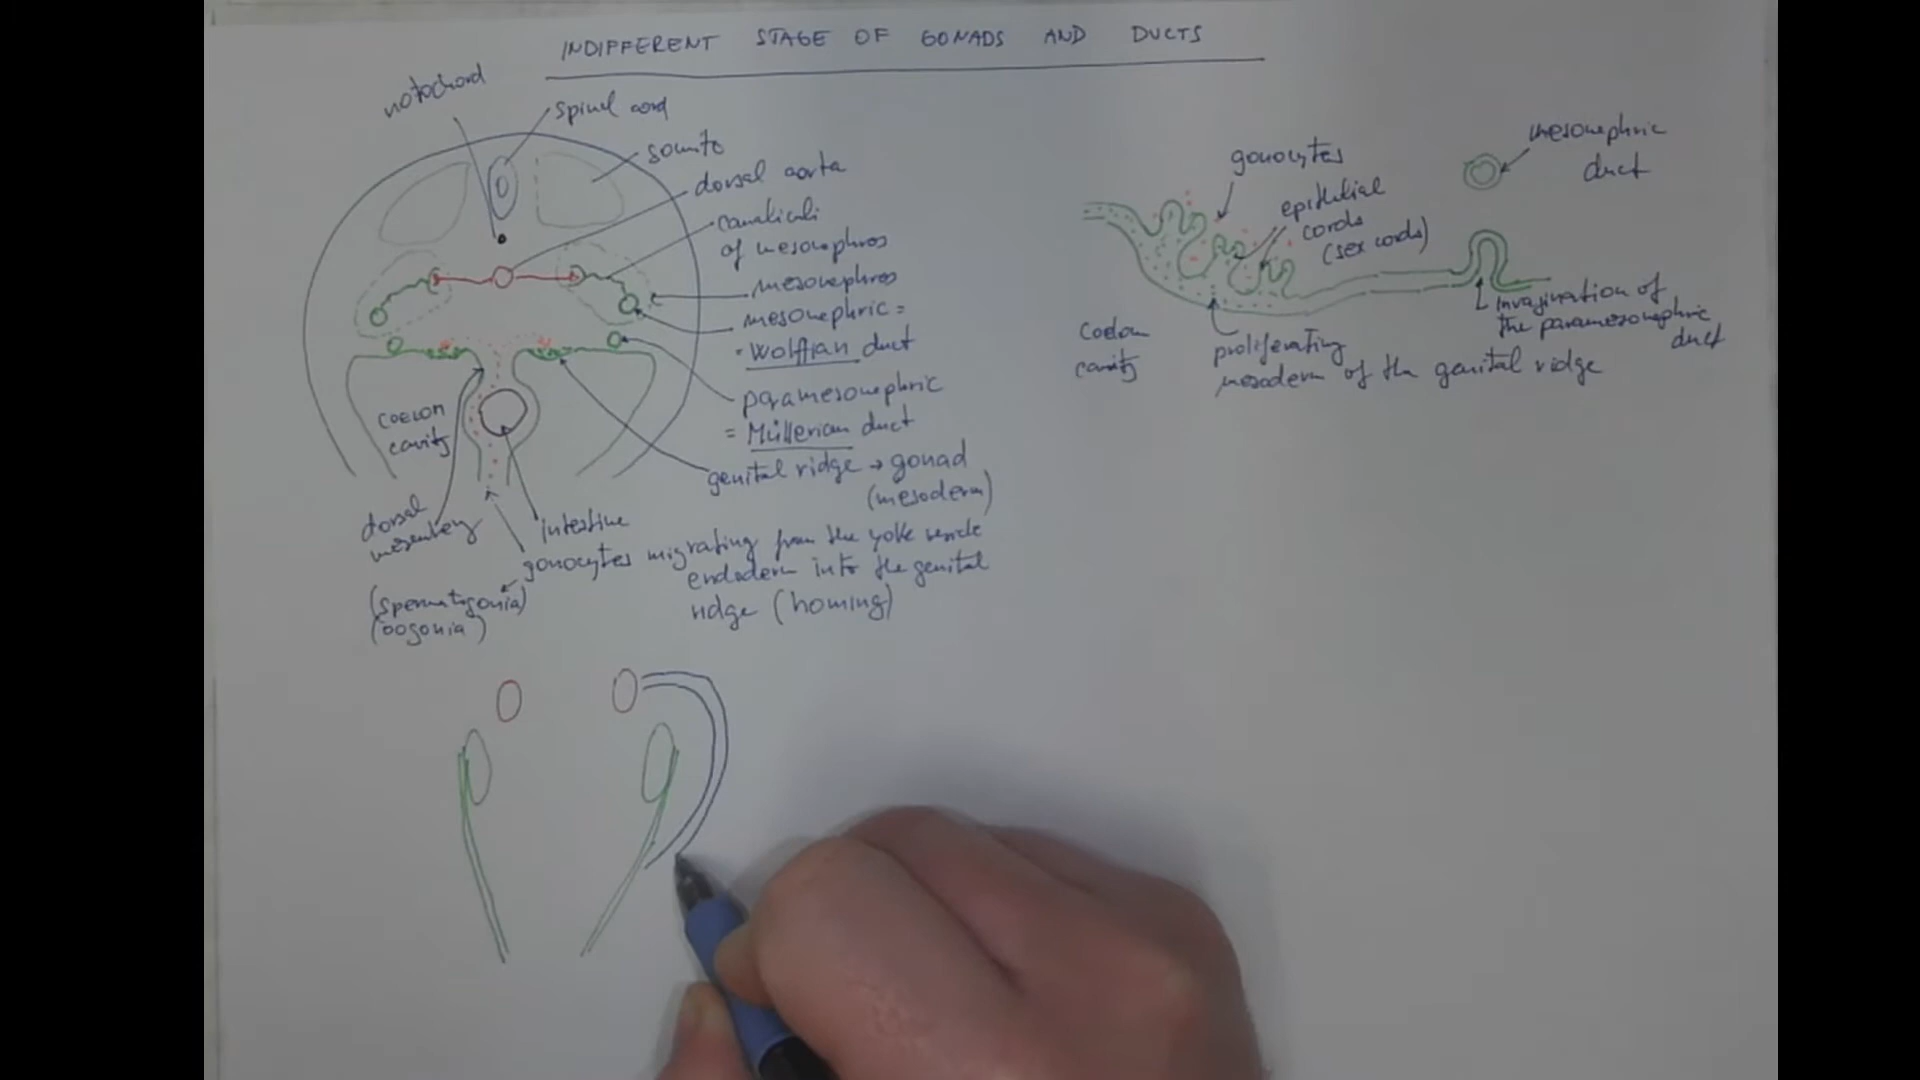 INDIFFERENT STAGE OF GONADS AND DUCTS
notochord
spinal cord
somite
dorsal aorta
canaliculi
of mesonephros
mesonephros
mesonephric =
Wolffian duct
paramesonephric
= Müllerian duct
genital ridge → gonad
(mesoderm)
coelom
cavity
dorsal
mesentery
intestine
gonocytes migrating from the yolk vesicle
endoderm into the genital
ridge (homing)
(spermatogonia)
(oogonia)
gonocytes
epithelial
cords
(sex cords)
mesonephric
duct
invagination of
the paramesonephric
duct
coelom
cavity
proliferating
mesoderm of the genital ridge